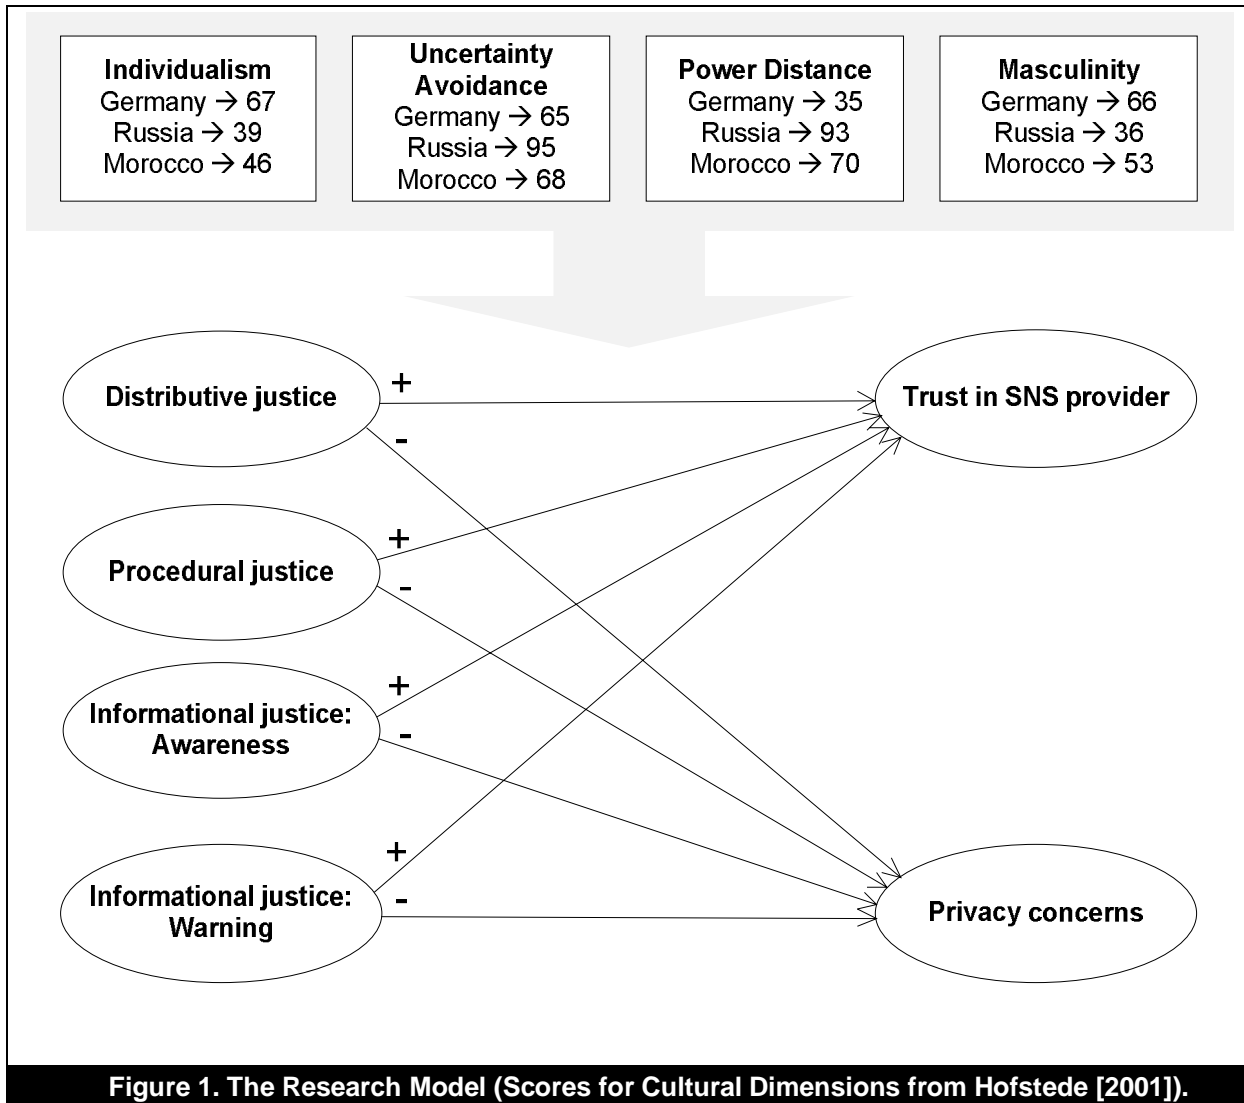 Individualism
Germany → 67
Russia → 39
Morocco → 46
Uncertainty
Avoidance
Germany → 65
Russia → 95
Morocco → 68
Power Distance
Germany → 35
Russia → 93
Morocco → 70
Masculinity
Germany → 66
Russia → 36
Morocco → 53
Distributive justice
+
-
Trust in SNS provider
Procedural justice
+
-
Informational justice:
Awareness
+
-
Informational justice:
Warning
+
-
Privacy concerns
Figure 1. The Research Model (Scores for Cultural Dimensions from Hofstede [2001]).